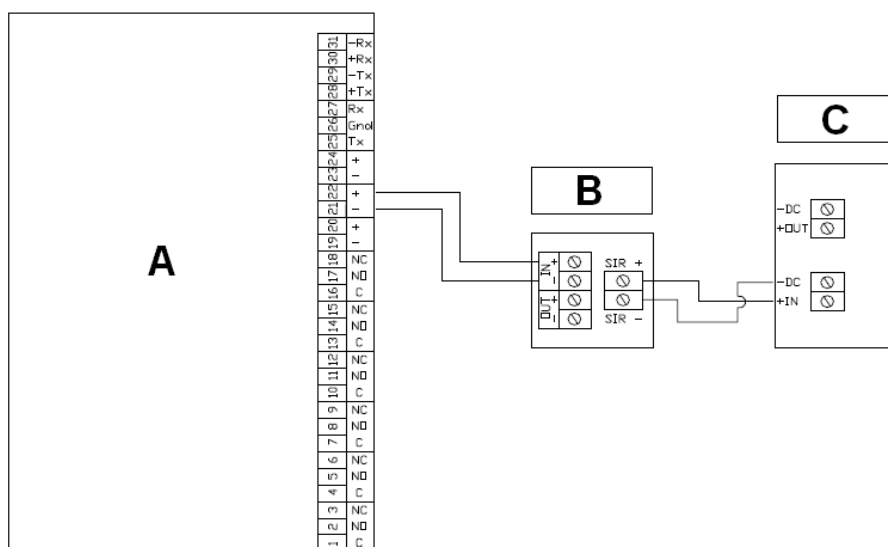 31 -Rx
30 +Rx
29 -Tx
28 +Tx
27 Rx
26 Gnd
25 Tx
24 +
23 -
22 +
21 -
20 +
19 -
18 NC
17 NO
16 C
15 NC
14 NO
13 C
12 NC
11 NO
10 C
9 NC
8 NO
7 C
6 NC
5 NO
4 C
3 NC
2 NO
1 C
A
B
IN + -
OUT + -
SIR +
SIR -
C
-DC
+OUT
-DC
+IN